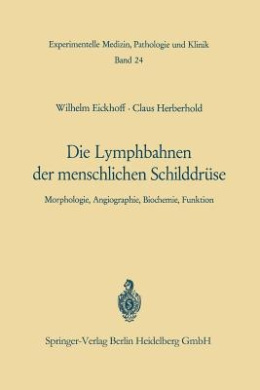 Experimentelle Medizin, Pathologie und Klinik
Band 24
Wilhelm Eickhoff · Claus Herberhold
Die Lymphbahnen
der menschlichen Schilddrüse
Morphologie, Angiographie, Biochemie, Funktion
Springer-Verlag Berlin Heidelberg GmbH